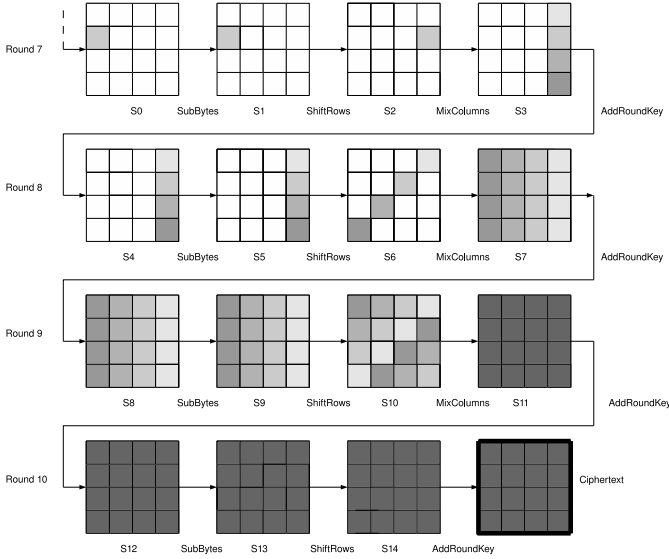 Round 7
S0 SubBytes S1 ShiftRows S2 MixColumns S3 AddRoundKey
Round 8
S4 SubBytes S5 ShiftRows S6 MixColumns S7 AddRoundKey
Round 9
S8 SubBytes S9 ShiftRows S10 MixColumns S11 AddRoundKey
Round 10 Ciphertext
S12 SubBytes S13 ShiftRows S14 AddRoundKey